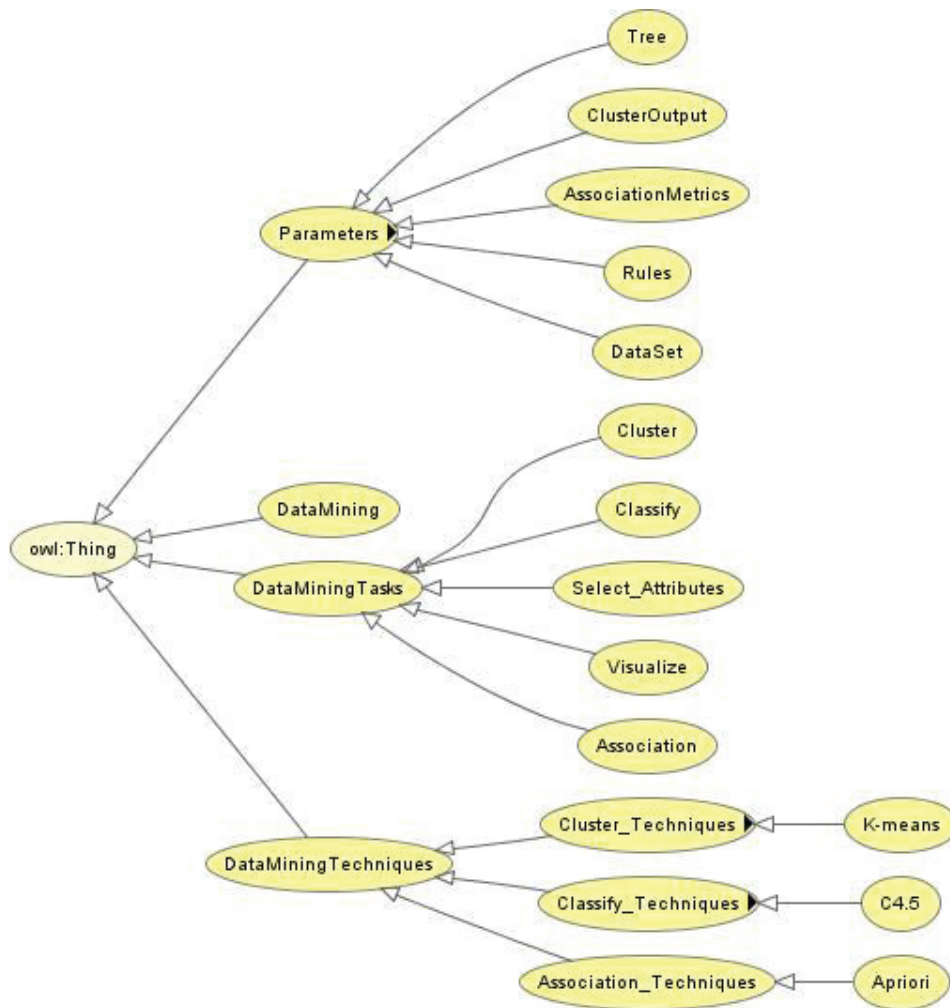 Tree
ClusterOutput
AssociationMetrics
Parameters
Rules
DataSet
Cluster
DataMining
Classify
owl:Thing
DataMiningTasks
Select_Attributes
Visualize
Association
Cluster_Techniques
K-means
DataMiningTechniques
Classify_Techniques
C4.5
Association_Techniques
Apriori